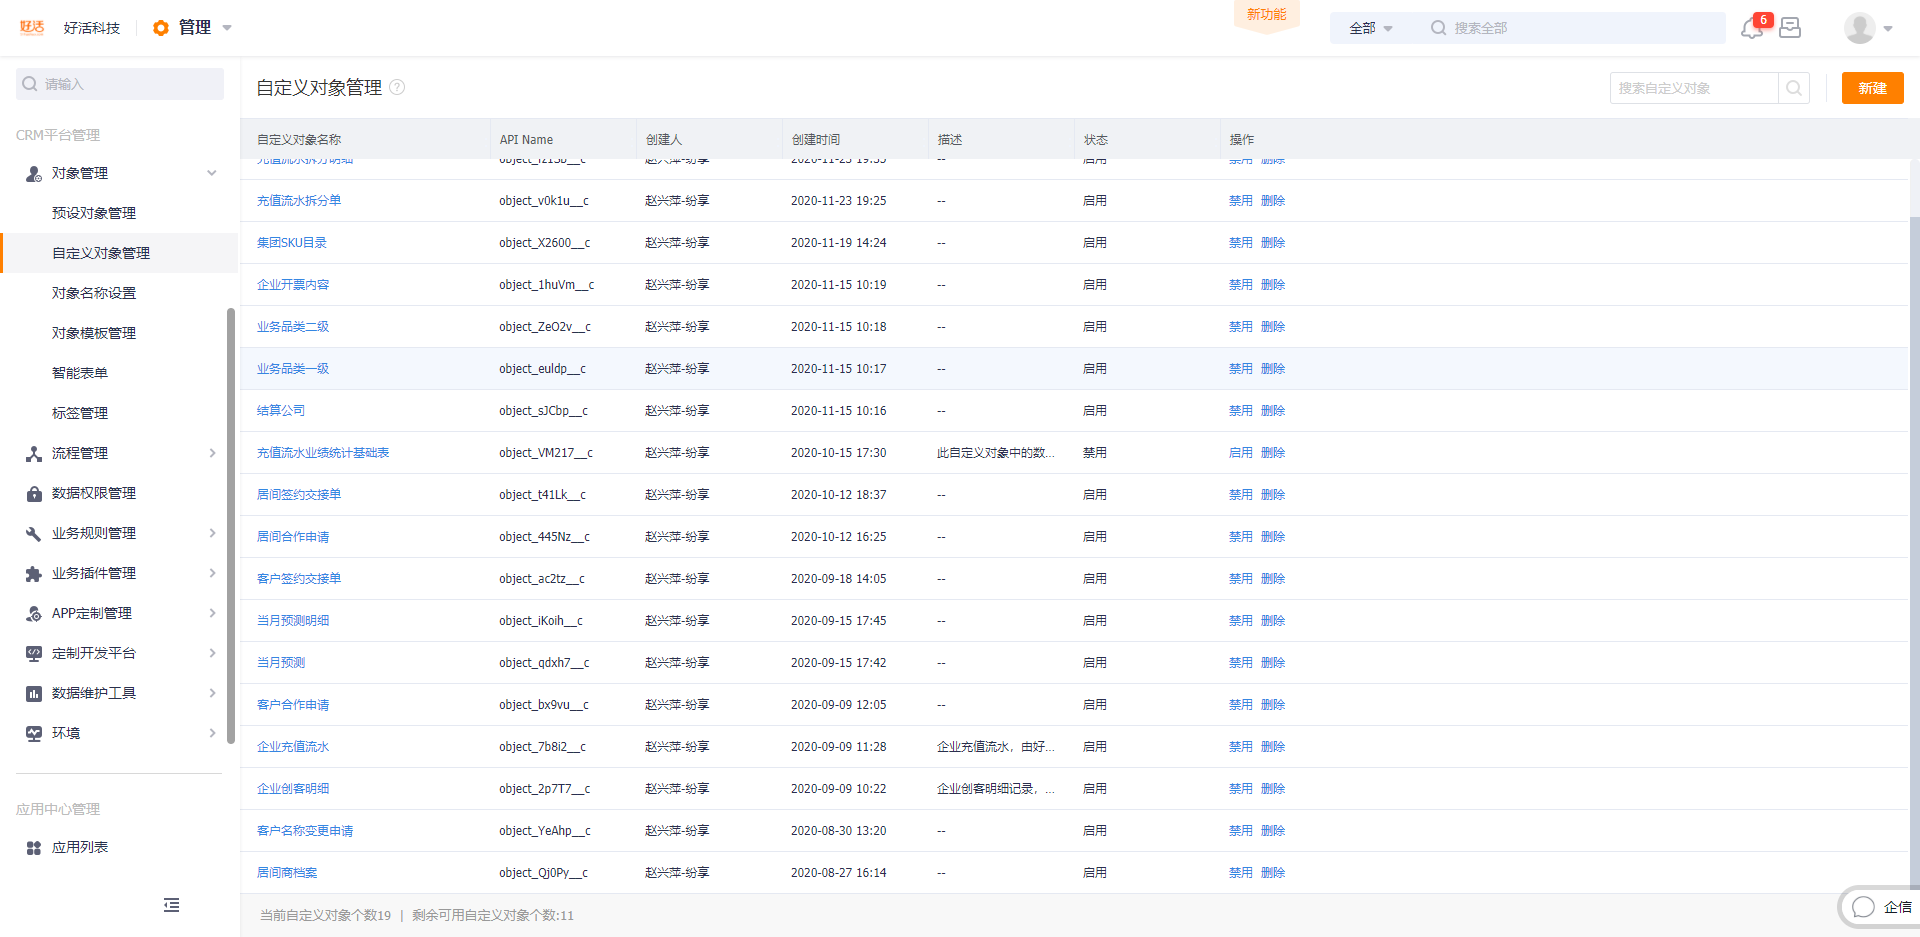 好活 好活科技 管理 新功能 全部 搜索全部 6
请输入
自定义对象管理 ?
搜索自定义对象 新建
CRM平台管理
对象管理
预设对象管理
自定义对象管理
对象名称设置
对象模板管理
智能表单
标签管理
流程管理
数据权限管理
业务规则管理
业务插件管理
APP定制管理
定制开发平台
数据维护工具
环境
应用中心管理
应用列表
自定义对象名称 API Name 创建人 创建时间 描述 状态 操作
充值流水拆分明细 赵兴萍-纷享 2020-11-23 19:35 -- 启用 禁用 删除
充值流水拆分单 object_v0k1u__c 赵兴萍-纷享 2020-11-23 19:25 -- 启用 禁用 删除
集团SKU目录 object_X2600__c 赵兴萍-纷享 2020-11-19 14:24 -- 启用 禁用 删除
企业开票内容 object_1huVm__c 赵兴萍-纷享 2020-11-15 10:19 -- 启用 禁用 删除
业务品类二级 object_ZeO2v__c 赵兴萍-纷享 2020-11-15 10:18 -- 启用 禁用 删除
业务品类一级 object_euldp__c 赵兴萍-纷享 2020-11-15 10:17 -- 启用 禁用 删除
结算公司 object_sJCbp__c 赵兴萍-纷享 2020-11-15 10:16 -- 启用 禁用 删除
充值流水业绩统计基础表 object_VM217__c 赵兴萍-纷享 2020-10-15 17:30 此自定义对象中的数... 禁用 启用 删除
居间签约交接单 object_t41Lk__c 赵兴萍-纷享 2020-10-12 18:37 -- 启用 禁用 删除
居间合作申请 object_445Nz__c 赵兴萍-纷享 2020-10-12 16:25 -- 启用 禁用 删除
客户签约交接单 object_ac2tz__c 赵兴萍-纷享 2020-09-18 14:05 -- 启用 禁用 删除
当月预测明细 object_iKoih__c 赵兴萍-纷享 2020-09-15 17:45 -- 启用 禁用 删除
当月预测 object_qdxh7__c 赵兴萍-纷享 2020-09-15 17:42 -- 启用 禁用 删除
客户合作申请 object_bx9vu__c 赵兴萍-纷享 2020-09-09 12:05 -- 启用 禁用 删除
企业充值流水 object_7b8i2__c 赵兴萍-纷享 2020-09-09 11:28 企业充值流水，由好... 启用 禁用 删除
企业创客明细 object_2p7T7__c 赵兴萍-纷享 2020-09-09 10:22 企业创客明细记录，... 启用 禁用 删除
客户名称变更申请 object_YeAhp__c 赵兴萍-纷享 2020-08-30 13:20 -- 启用 禁用 删除
居间商档案 object_Qj0Py__c 赵兴萍-纷享 2020-08-27 16:14 -- 启用 禁用 删除
当前自定义对象个数19 | 剩余可用自定义对象个数:11
企信